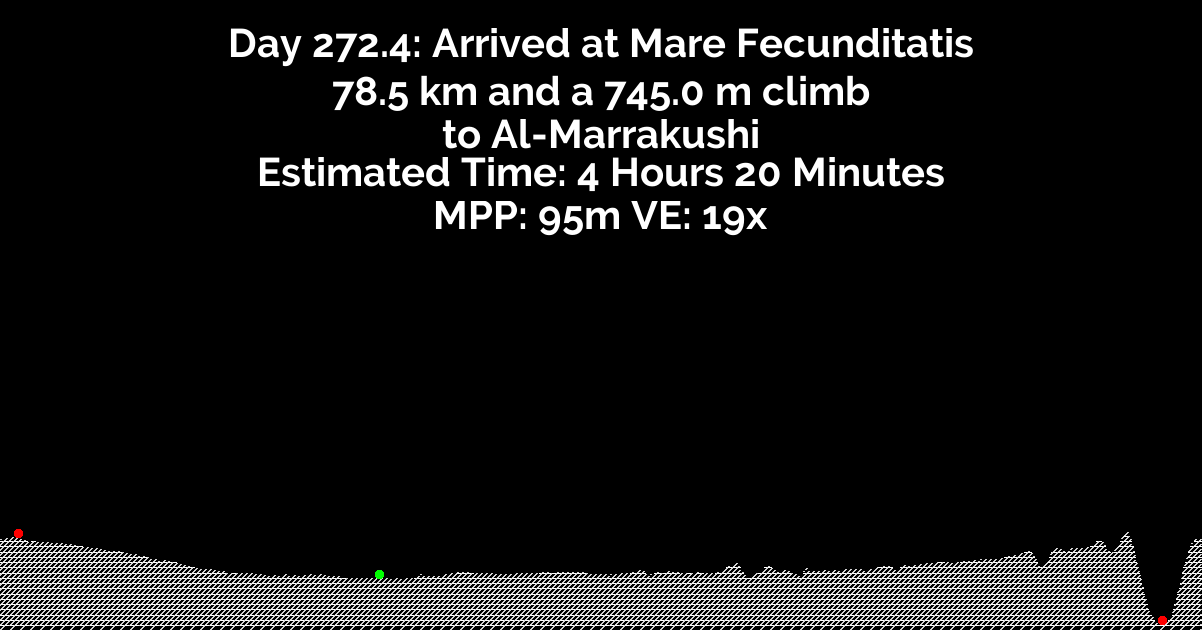 Day 272.4: Arrived at Mare Fecunditatis
78.5 km and a 745.0 m climb
to Al-Marrakushi
Estimated Time: 4 Hours 20 Minutes
MPP: 95m VE: 19x